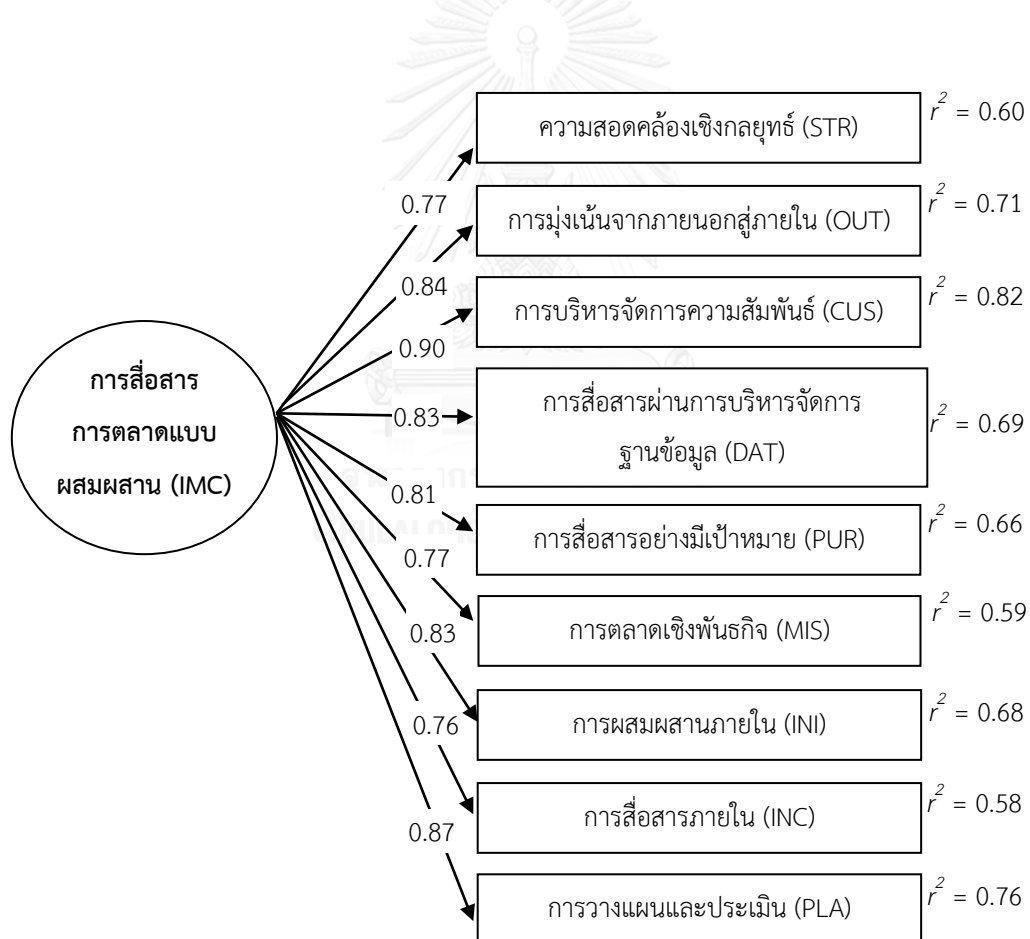 ความสอดคล้องเชิงกลยุทธ์ (STR)
r² = 0.60
0.77
การมุ่งเน้นจากภายนอกสู่ภายใน (OUT)
r² = 0.71
0.84
การบริหารจัดการความสัมพันธ์ (CUS)
r² = 0.82
0.90
การสื่อสาร
การตลาดแบบ
ผสมผสาน (IMC)
0.83
การสื่อสารผ่านการบริหารจัดการ
ฐานข้อมูล (DAT)
r² = 0.69
0.81
การสื่อสารอย่างมีเป้าหมาย (PUR)
r² = 0.66
0.77
การตลาดเชิงพันธกิจ (MIS)
r² = 0.59
0.83
การผสมผสานภายใน (INI)
r² = 0.68
0.76
การสื่อสารภายใน (INC)
r² = 0.58
0.87
การวางแผนและประเมิน (PLA)
r² = 0.76